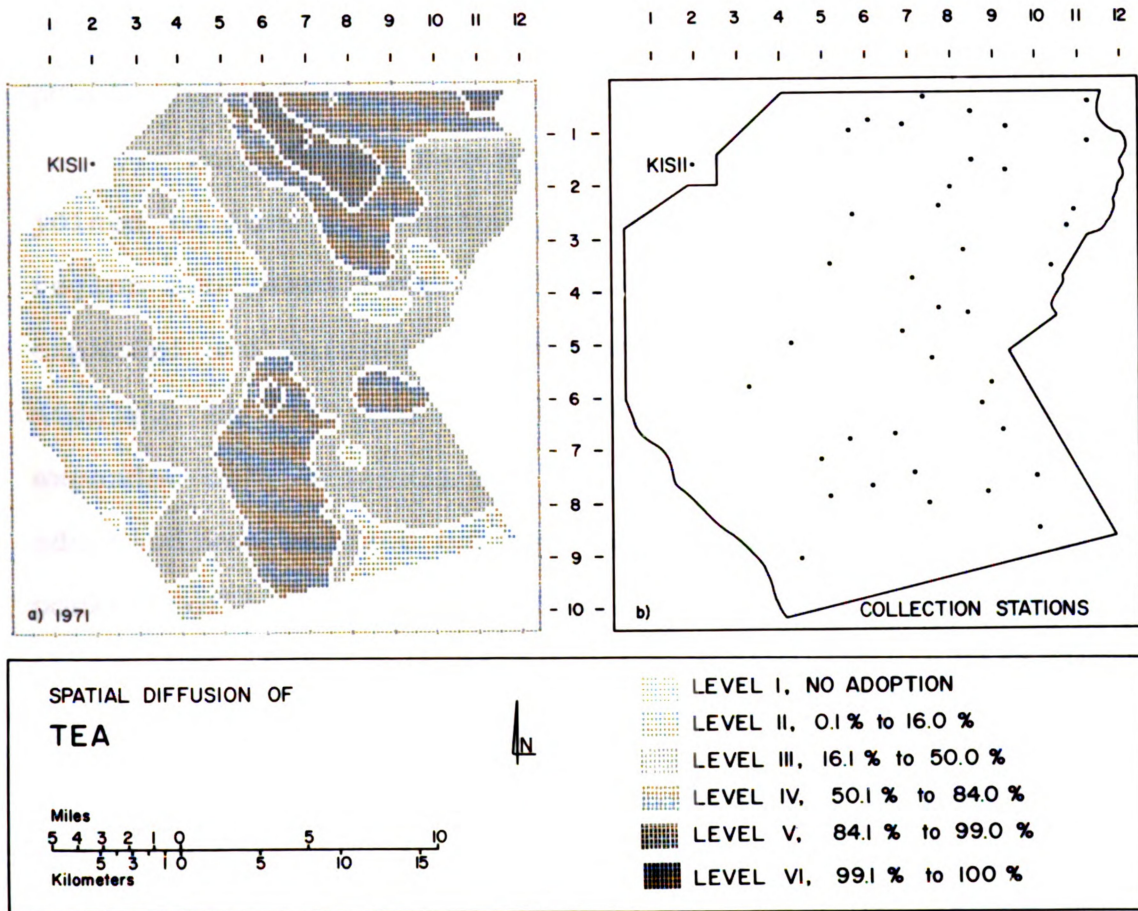 1 2 3 4 5 6 7 8 9 10 11 12
1 2 3 4 5 6 7 8 9 10 11 12
KISII
a) 1971
- 1 -
- 2 -
- 3 -
- 4 -
- 5 -
- 6 -
- 7 -
- 8 -
- 9 -
- 10 -
KISII
b) COLLECTION STATIONS
SPATIAL DIFFUSION OF
TEA
N
Miles
5 4 3 2 1 0 5 10
5 3 1 0 5 10 15
Kilometers
LEVEL I, NO ADOPTION
LEVEL II, 0.1 % to 16.0 %
LEVEL III, 16.1 % to 50.0 %
LEVEL IV, 50.1 % to 84.0 %
LEVEL V, 84.1 % to 99.0 %
LEVEL VI, 99.1 % to 100 %